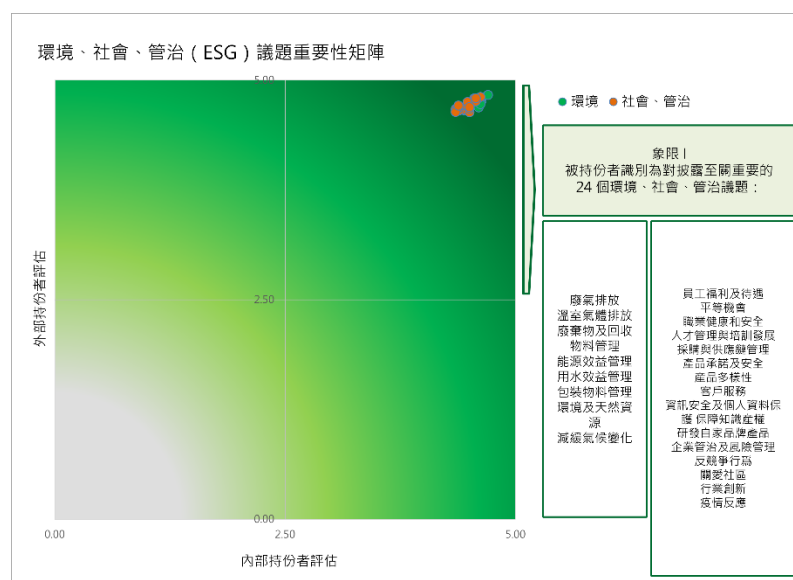 環境、社會、管治（ESG）議題重要性矩陣
5.00
環境
社會、管治
象限 I
被持份者識別為對披露至關重要的
24 個環境、社會、管治議題：
外部持份者評估
2.50
廢氣排放
溫室氣體排放
廢棄物及回收
物料管理
能源效益管理
用水效益管理
包裝物料管理
環境及天然資
源
減緩氣候變化
員工福利及待遇
平等機會
職業健康和安全
人才管理與培訓發展
採購與供應鏈管理
產品承諾及安全
産品多樣性
客戶服務
資訊安全及個人資料保
護 保障知識産權
研發自家品牌產品
企業管治及風險管理
反競爭行爲
關愛社區
行業創新
疫情反應
0.00
0.00
2.50
5.00
內部持份者評估